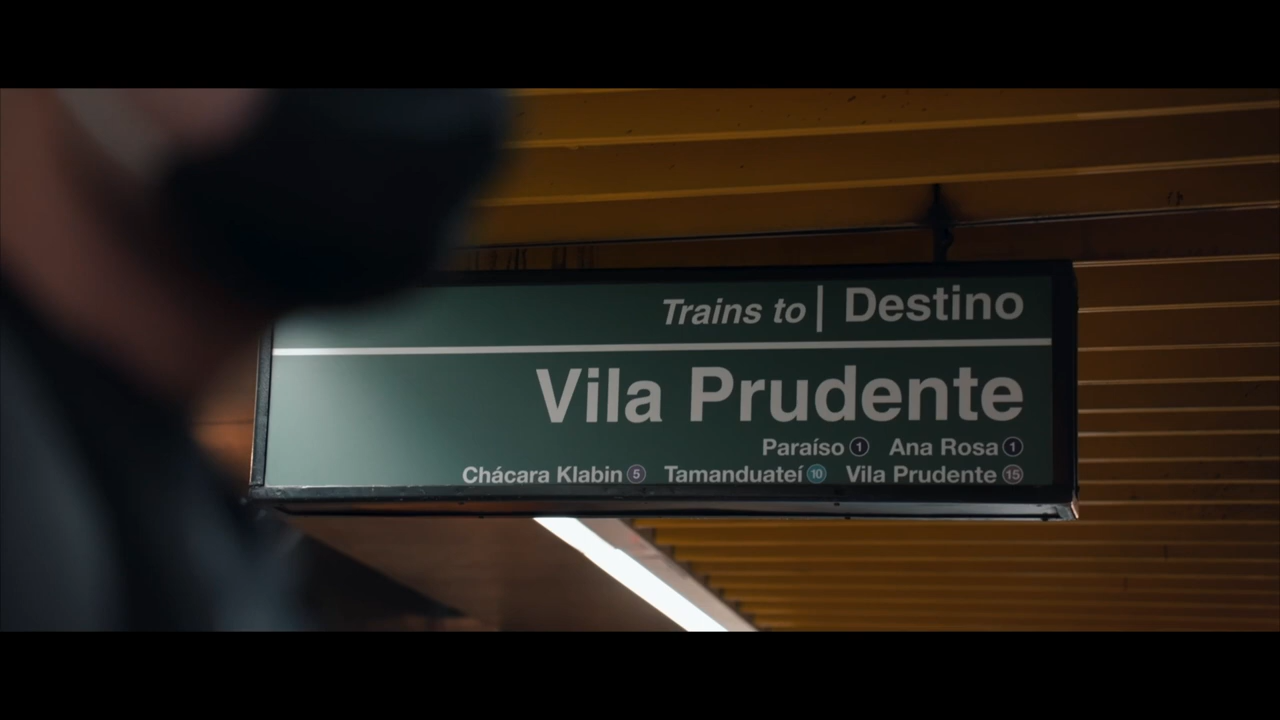 Trains to | Destino
Vila Prudente
Paraíso 1 Ana Rosa 1
Chácara Klabin 5 Tamanduateí 10 Vila Prudente 15